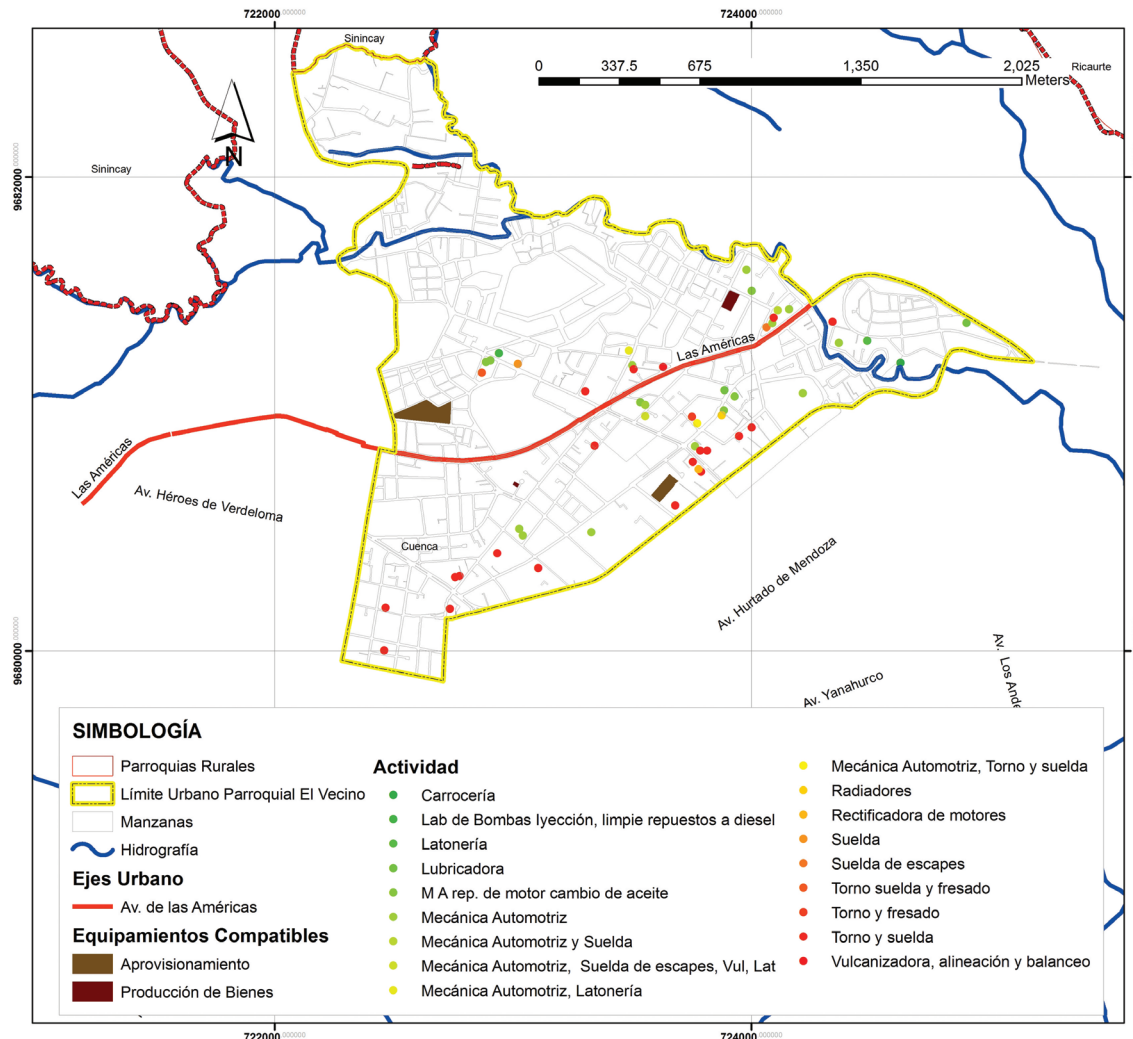 722000.000000
724000.000000
Sinincay
0
337.5
675
1,350
2,025
Meters
Ricaurte
N
Sinincay
9682000.000000
Las Américas
Las Américas
Av. Héroes de Verdeloma
Cuenca
Av. Hurtado de Mendoza
9680000.000000
Av. Los Ande
Av. Yanahurco
SIMBOLOGÍA
Parroquias Rurales
Límite Urbano Parroquial El Vecino
Manzanas
Hidrografía
Ejes Urbano
Av. de las Américas
Equipamientos Compatibles
Aprovisionamiento
Producción de Bienes
Actividad
Carrocería
Lab de Bombas Iyección, limpie repuestos a diesel
Latonería
Lubricadora
M A rep. de motor cambio de aceite
Mecánica Automotriz
Mecánica Automotriz y Suelda
Mecánica Automotriz, Suelda de escapes, Vul, Lat
Mecánica Automotriz, Latonería
Mecánica Automotriz, Torno y suelda
Radiadores
Rectificadora de motores
Suelda
Suelda de escapes
Torno suelda y fresado
Torno y fresado
Torno y suelda
Vulcanizadora, alineación y balanceo
722000.000000
724000.000000